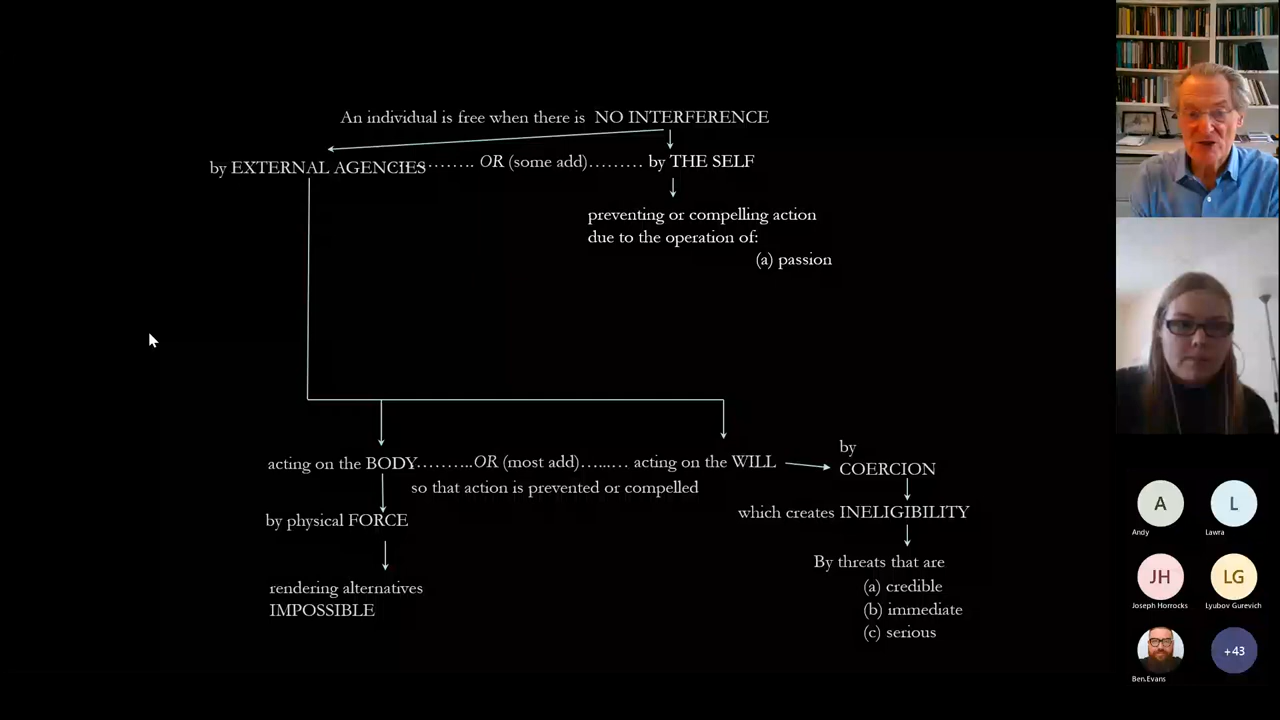 An individual is free when there is NO INTERFERENCE
by EXTERNAL AGENCIES ......... OR (some add)......... by THE SELF
preventing or compelling action
due to the operation of:
(a) passion
acting on the BODY.........OR (most add)......... acting on the WILL
so that action is prevented or compelled
by physical FORCE
rendering alternatives
IMPOSSIBLE
by
COERCION
which creates INELIGIBILITY
By threats that are
(a) credible
(b) immediate
(c) serious
A
Andy
L
Lawra
JH
Joseph Horrocks
LG
Lyubov Gurevich
Ben.Evans
+43